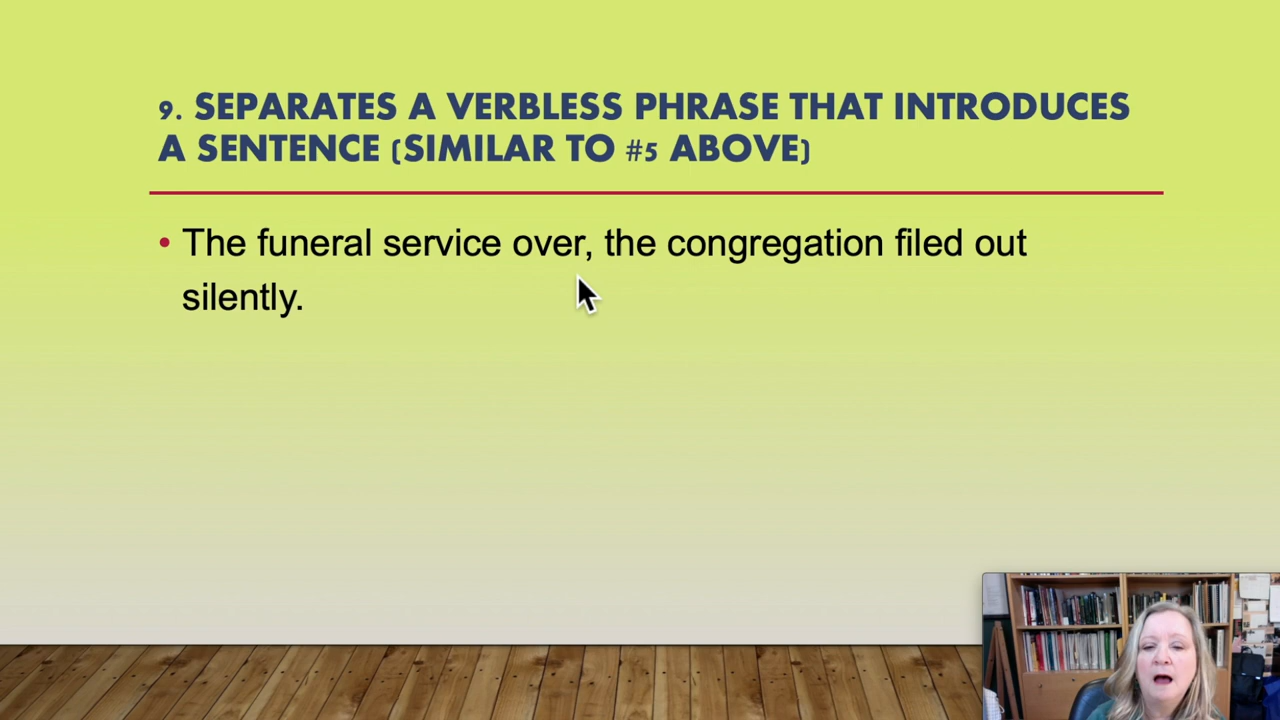 9. SEPARATES A VERBLESS PHRASE THAT INTRODUCES
A SENTENCE (SIMILAR TO #5 ABOVE)
• The funeral service over, the congregation filed out
silently.